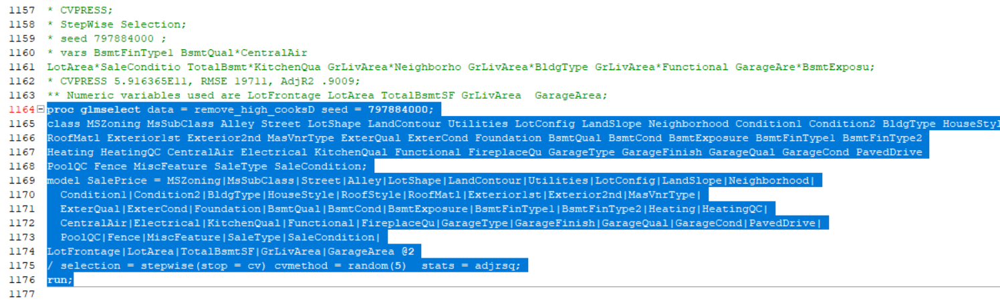 1157 * CVPRESS;
1158 * StepWise Selection;
1159 * seed 797884000 ;
1160 * vars BsmtFinType1 BsmtQual*CentralAir
1161 LotArea*SaleConditio TotalBsmt*KitchenQua GrLivArea*Neighborho GrLivArea*BldgType GrLivArea*Functional GarageAre*BsmtExposu;
1162 * CVPRESS 5.916365E11, RMSE 19711, AdjR2 .9009;
1163 ** Numeric variables used are LotFrontage LotArea TotalBsmtSF GrLivArea  GarageArea;
1164 proc glmselect data = remove_high_cooksD seed = 797884000;
1165 class MSZoning MsSubClass Alley Street LotShape LandContour Utilities LotConfig LandSlope Neighborhood Condition1 Condition2 BldgType HouseStyl
1166 RoofMatl Exterior1st Exterior2nd MasVnrType ExterQual ExterCond Foundation BsmtQual BsmtCond BsmtExposure BsmtFinType1 BsmtFinType2
1167 Heating HeatingQC CentralAir Electrical KitchenQual Functional FireplaceQu GarageType GarageFinish GarageQual GarageCond PavedDrive
1168 PoolQC Fence MiscFeature SaleType SaleCondition;
1169 model SalePrice = MSZoning|MsSubClass|Street|Alley|LotShape|LandContour|Utilities|LotConfig|LandSlope|Neighborhood|
1170 Condition1|Condition2|BldgType|HouseStyle|RoofStyle|RoofMatl|Exterior1st|Exterior2nd|MasVnrType|
1171 ExterQual|ExterCond|Foundation|BsmtQual|BsmtCond|BsmtExposure|BsmtFinType1|BsmtFinType2|Heating|HeatingQC|
1172 CentralAir|Electrical|KitchenQual|Functional|FireplaceQu|GarageType|GarageFinish|GarageQual|GarageCond|PavedDrive|
1173 PoolQC|Fence|MiscFeature|SaleType|SaleCondition|
1174 LotFrontage|LotArea|TotalBsmtSF|GrLivArea|GarageArea @2
1175 / selection = stepwise(stop = cv) cvmethod = random(5)  stats = adjrsq;
1176 run;
1177